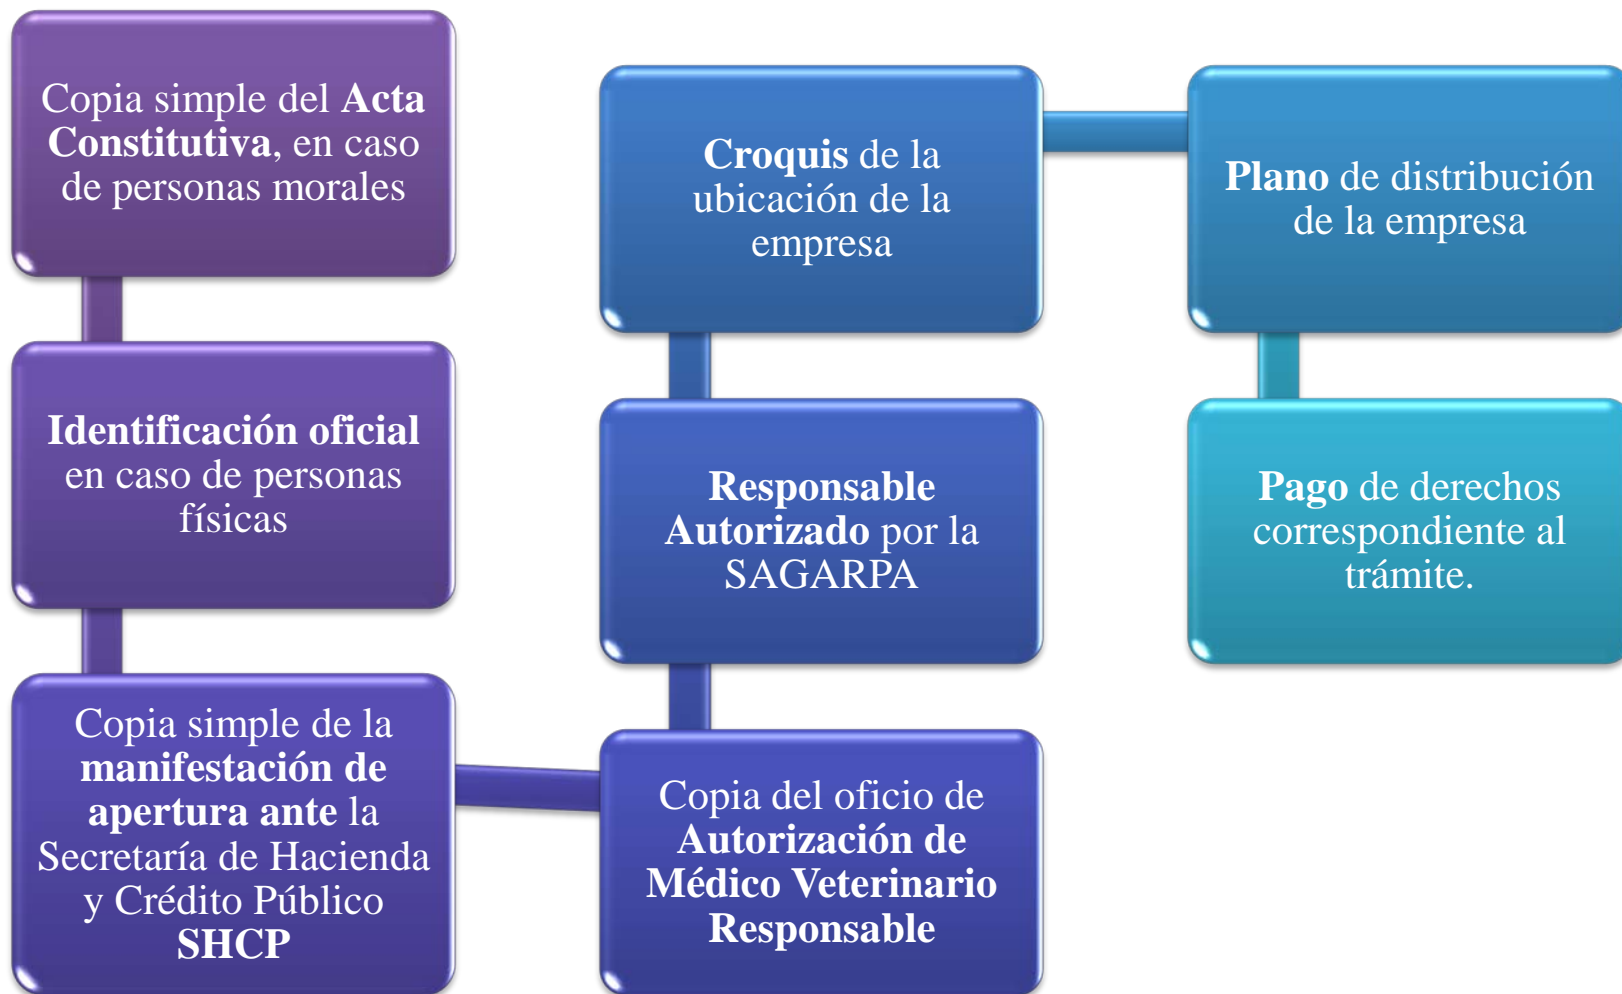 Copia simple del Acta
Constitutiva, en caso
de personas morales
Identificación oficial
en caso de personas
físicas
Copia simple de la
manifestación de
apertura ante la
Secretaría de Hacienda
y Crédito Público
SHCP
Copia del oficio de
Autorización de
Médico Veterinario
Responsable
Responsable
Autorizado por la
SAGARPA
Croquis de la
ubicación de la
empresa
Plano de distribución
de la empresa
Pago de derechos
correspondiente al
trámite.